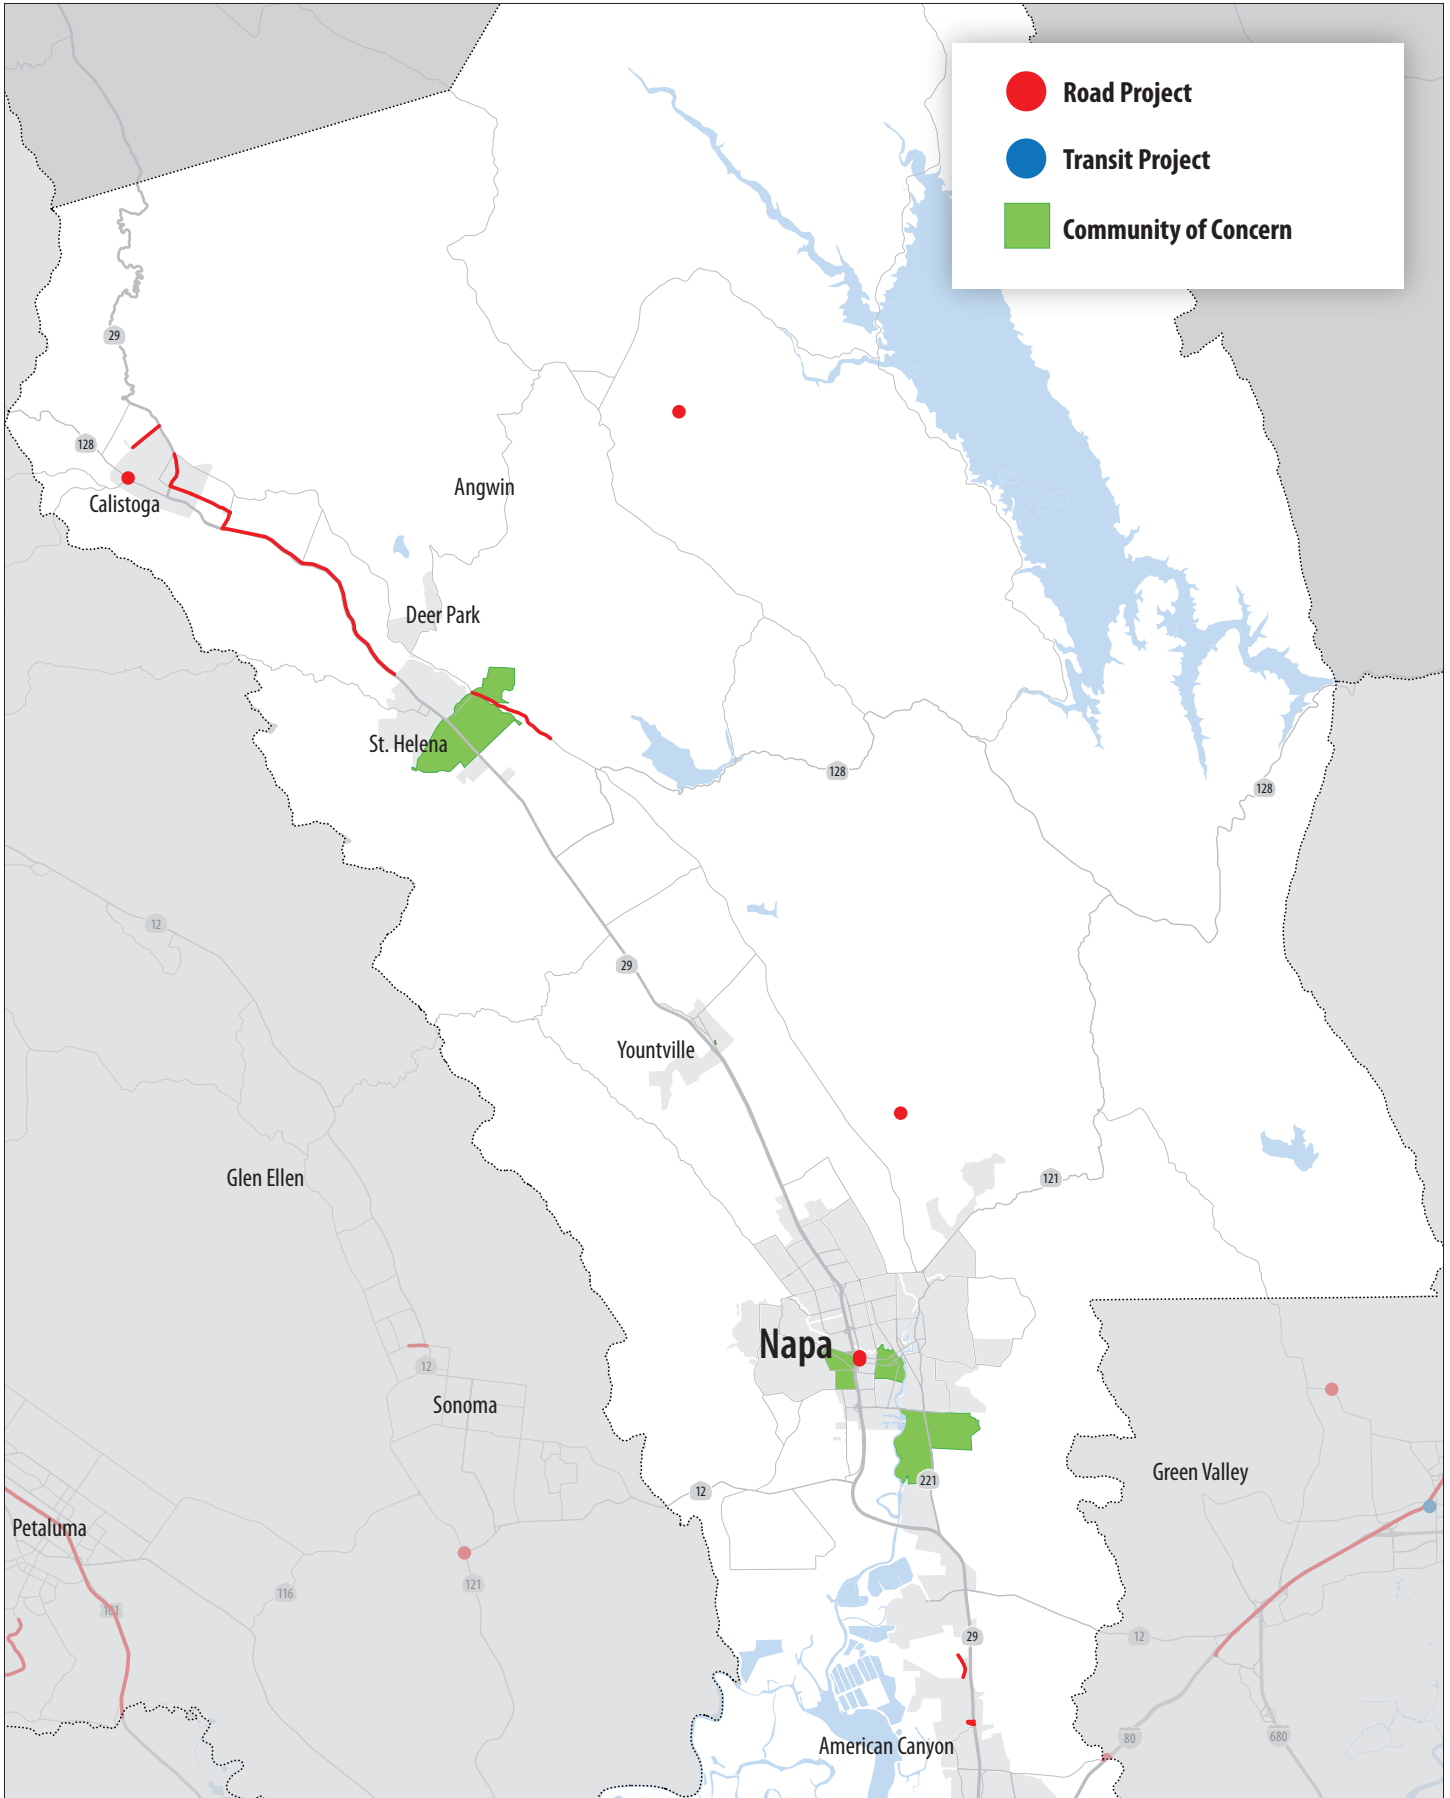 Road Project
Transit Project
Community of Concern
29
128
Calistoga
Angwin
Deer Park
St. Helena
128
128
12
29
Yountville
Glen Ellen
121
Napa
12
Sonoma
Green Valley
12
221
Petaluma
116
121
101
29
12
American Canyon
80
680